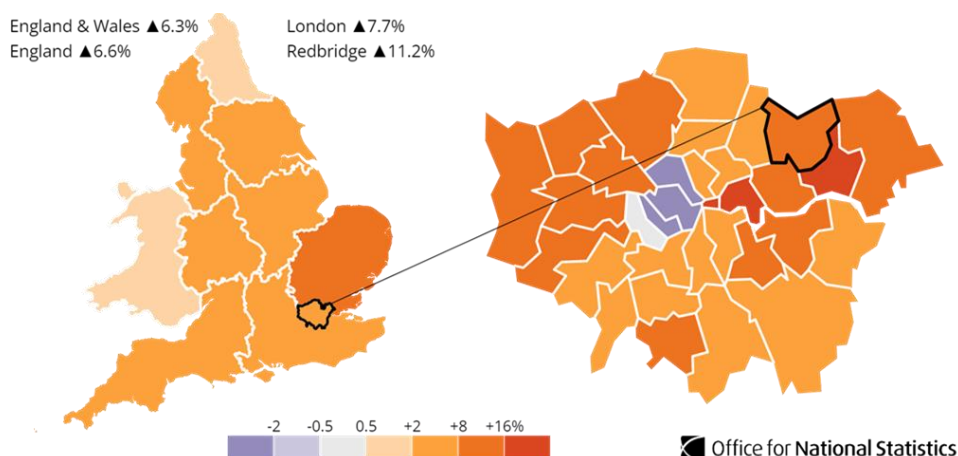 England & Wales ▲6.3%
England ▲6.6%
London ▲7.7%
Redbridge ▲11.2%
-2 -0.5 0.5 +2 +8 +16%
Office for National Statistics